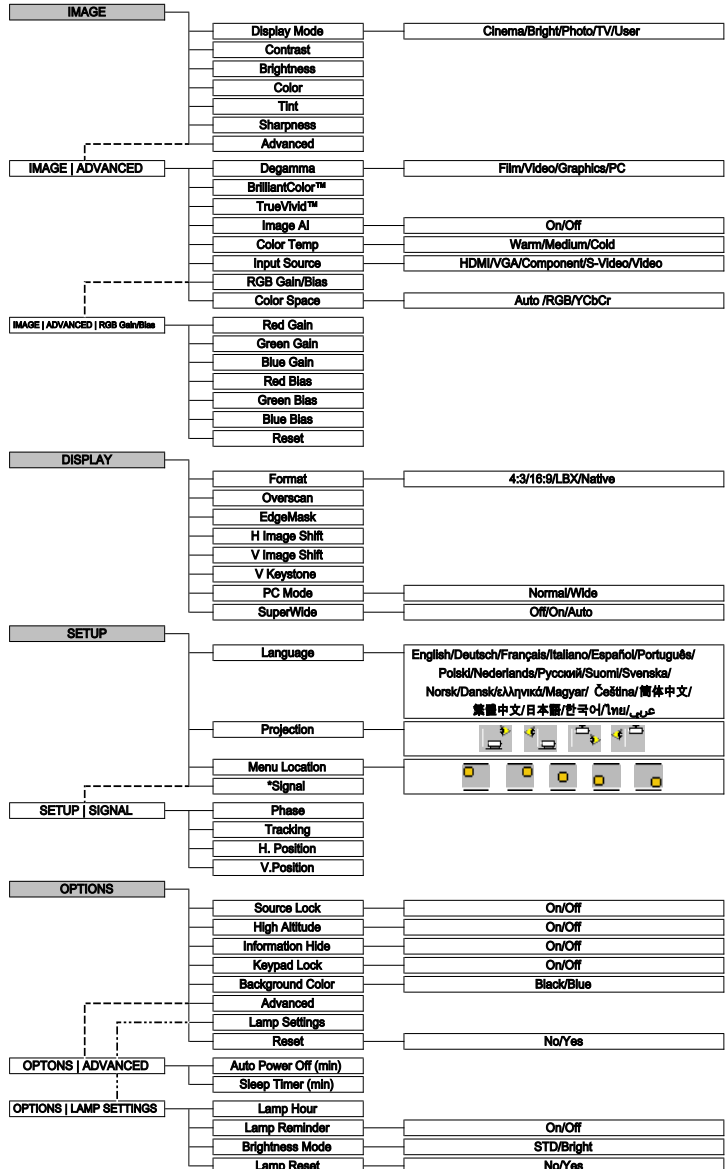 IMAGE
Display Mode Cinema/Bright/Photo/TV/User
Contrast
Brightness
Color
Tint
Sharpness
Advanced
IMAGE | ADVANCED Degamma Film/Video/Graphics/PC
BrilliantColor™
TrueVivid™
Image AI On/Off
Color Temp Warm/Medium/Cold
Input Source HDMI/VGA/Component/S-Video/Video
RGB Gain/Bias
Color Space Auto /RGB/YCbCr
IMAGE | ADVANCED | RGB Gain/Bias Red Gain
Green Gain
Blue Gain
Red Bias
Green Bias
Blue Bias
Reset
DISPLAY
Format 4:3/16:9/LBX/Native
Overscan
EdgeMask
H Image Shift
V Image Shift
V Keystone
PC Mode Normal/Wide
SuperWide Off/On/Auto
SETUP
Language English/Deutsch/Français/Italiano/Español/Português/
Polski/Nederlands/Русский/Suomi/Svenska/
Norsk/Dansk/ελληνικά/Magyar/ Čeština/簡体中文/
繁體中文/日本語/한국어/ไทย/عربي
Projection
Menu Location
*Signal
SETUP | SIGNAL Phase
Tracking
H. Position
V.Position
OPTIONS
Source Lock On/Off
High Altitude On/Off
Information Hide On/Off
Keypad Lock On/Off
Background Color Black/Blue
Advanced
Lamp Settings
Reset No/Yes
OPTONS | ADVANCED Auto Power Off (min)
Sleep Timer (min)
OPTIONS | LAMP SETTINGS Lamp Hour
Lamp Reminder On/Off
Brightness Mode STD/Bright
Lamp Reset No/Yes